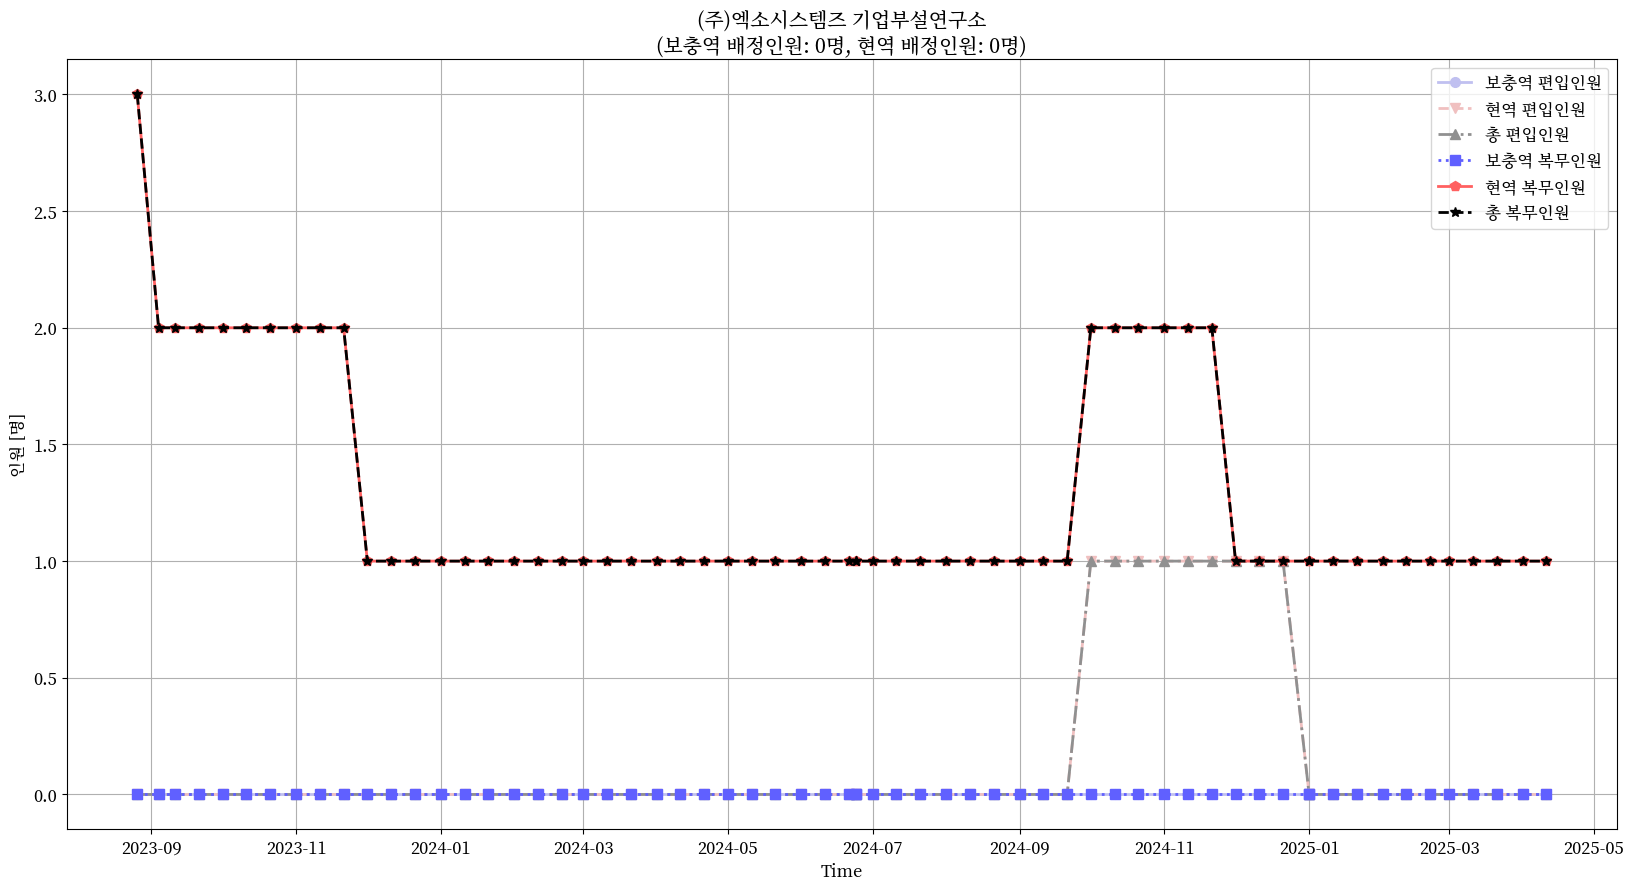 (주)엑소시스템즈 기업부설연구소
(보충역 배정인원: 0명, 현역 배정인원: 0명)
보충역 편입인원
현역 편입인원
총 편입인원
보충역 복무인원
현역 복무인원
총 복무인원
인원 [명]
3.0
2.5
2.0
1.5
1.0
0.5
0.0
2023-09
2023-11
2024-01
2024-03
2024-05
2024-07
2024-09
2024-11
2025-01
2025-03
2025-05
Time